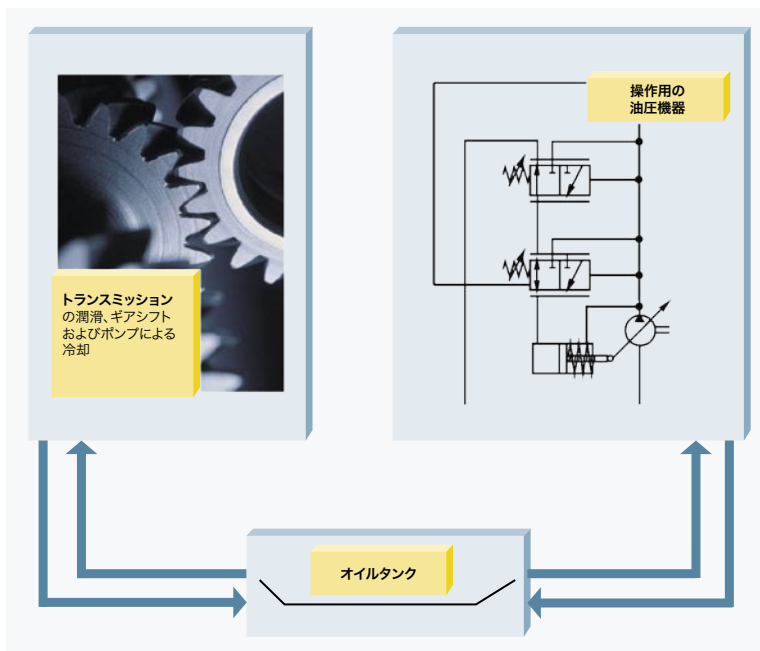 操作用の
油圧機器
トランスミッション
の潤滑、ギアシフト
およびポンプによる
冷却
オイルタンク